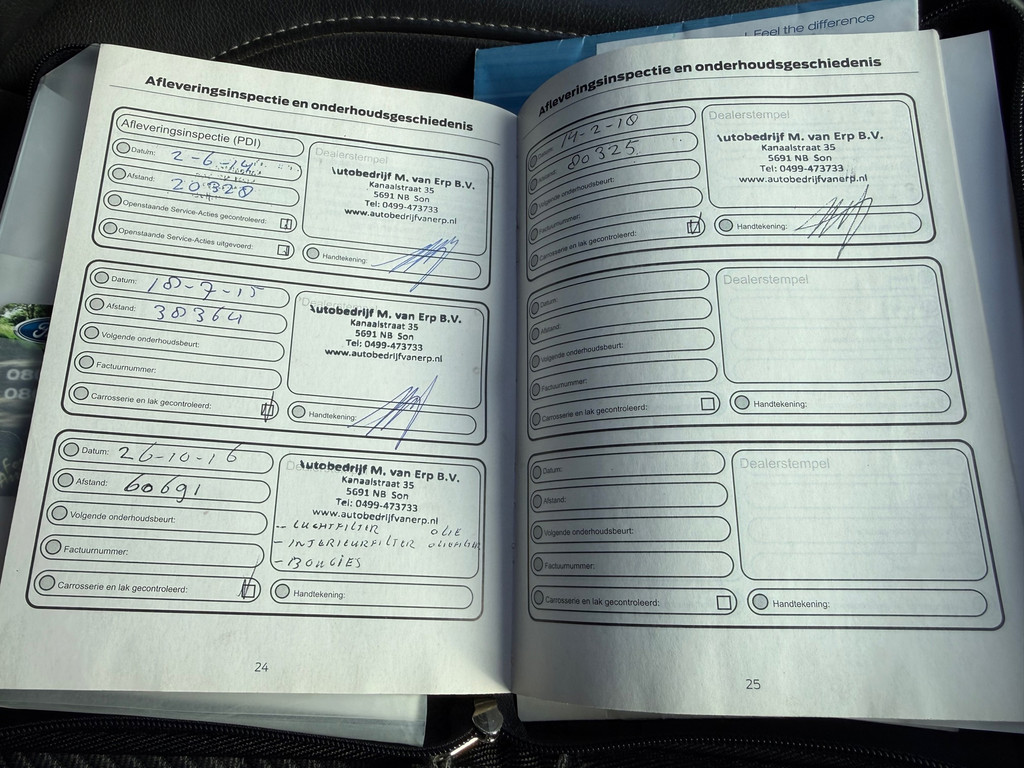 Feel the difference
Afleveringsinspectie en onderhoudsgeschiedenis
Afleveringsinspectie (PDI)
Datum: 2-6-14
Afstand: 20320
Openstaande Service-Acties gecontroleerd:
Openstaande Service-Acties uitgevoerd:
Dealerstempel
Autobedrijf M. van Erp B.V.
Kanaalstraat 35
5691 NB Son
Tel: 0499-473733
www.autobedrijfvanerp.nl
Handtekening:
Datum: 18-7-15
Afstand: 38364
Volgende onderhoudsbeurt:
Factuurnummer:
Carrosserie en lak gecontroleerd:
Dealerstempel
Autobedrijf M. van Erp B.V.
Kanaalstraat 35
5691 NB Son
Tel: 0499-473733
www.autobedrijfvanerp.nl
Handtekening:
Datum: 26-10-16
Afstand: 60691
Volgende onderhoudsbeurt:
Factuurnummer:
Carrosserie en lak gecontroleerd:
Autobedrijf M. van Erp B.V.
Kanaalstraat 35
5691 NB Son
Tel: 0499-473733
www.autobedrijfvanerp.nl
- LUCHTFILTER OLIE
- INTERIEURFILTER OLIEFILTER
- BOUGIES
Handtekening:
24
Afleveringsinspectie en onderhoudsgeschiedenis
Datum: 14-2-18
Afstand: 80325
Volgende onderhoudsbeurt:
Factuurnummer:
Carrosserie en lak gecontroleerd:
Dealerstempel
Autobedrijf M. van Erp B.V.
Kanaalstraat 35
5691 NB Son
Tel: 0499-473733
www.autobedrijfvanerp.nl
Handtekening:
Datum:
Afstand:
Volgende onderhoudsbeurt:
Factuurnummer:
Carrosserie en lak gecontroleerd:
Dealerstempel
Handtekening:
Datum:
Afstand:
Volgende onderhoudsbeurt:
Factuurnummer:
Carrosserie en lak gecontroleerd:
Dealerstempel
Handtekening:
25